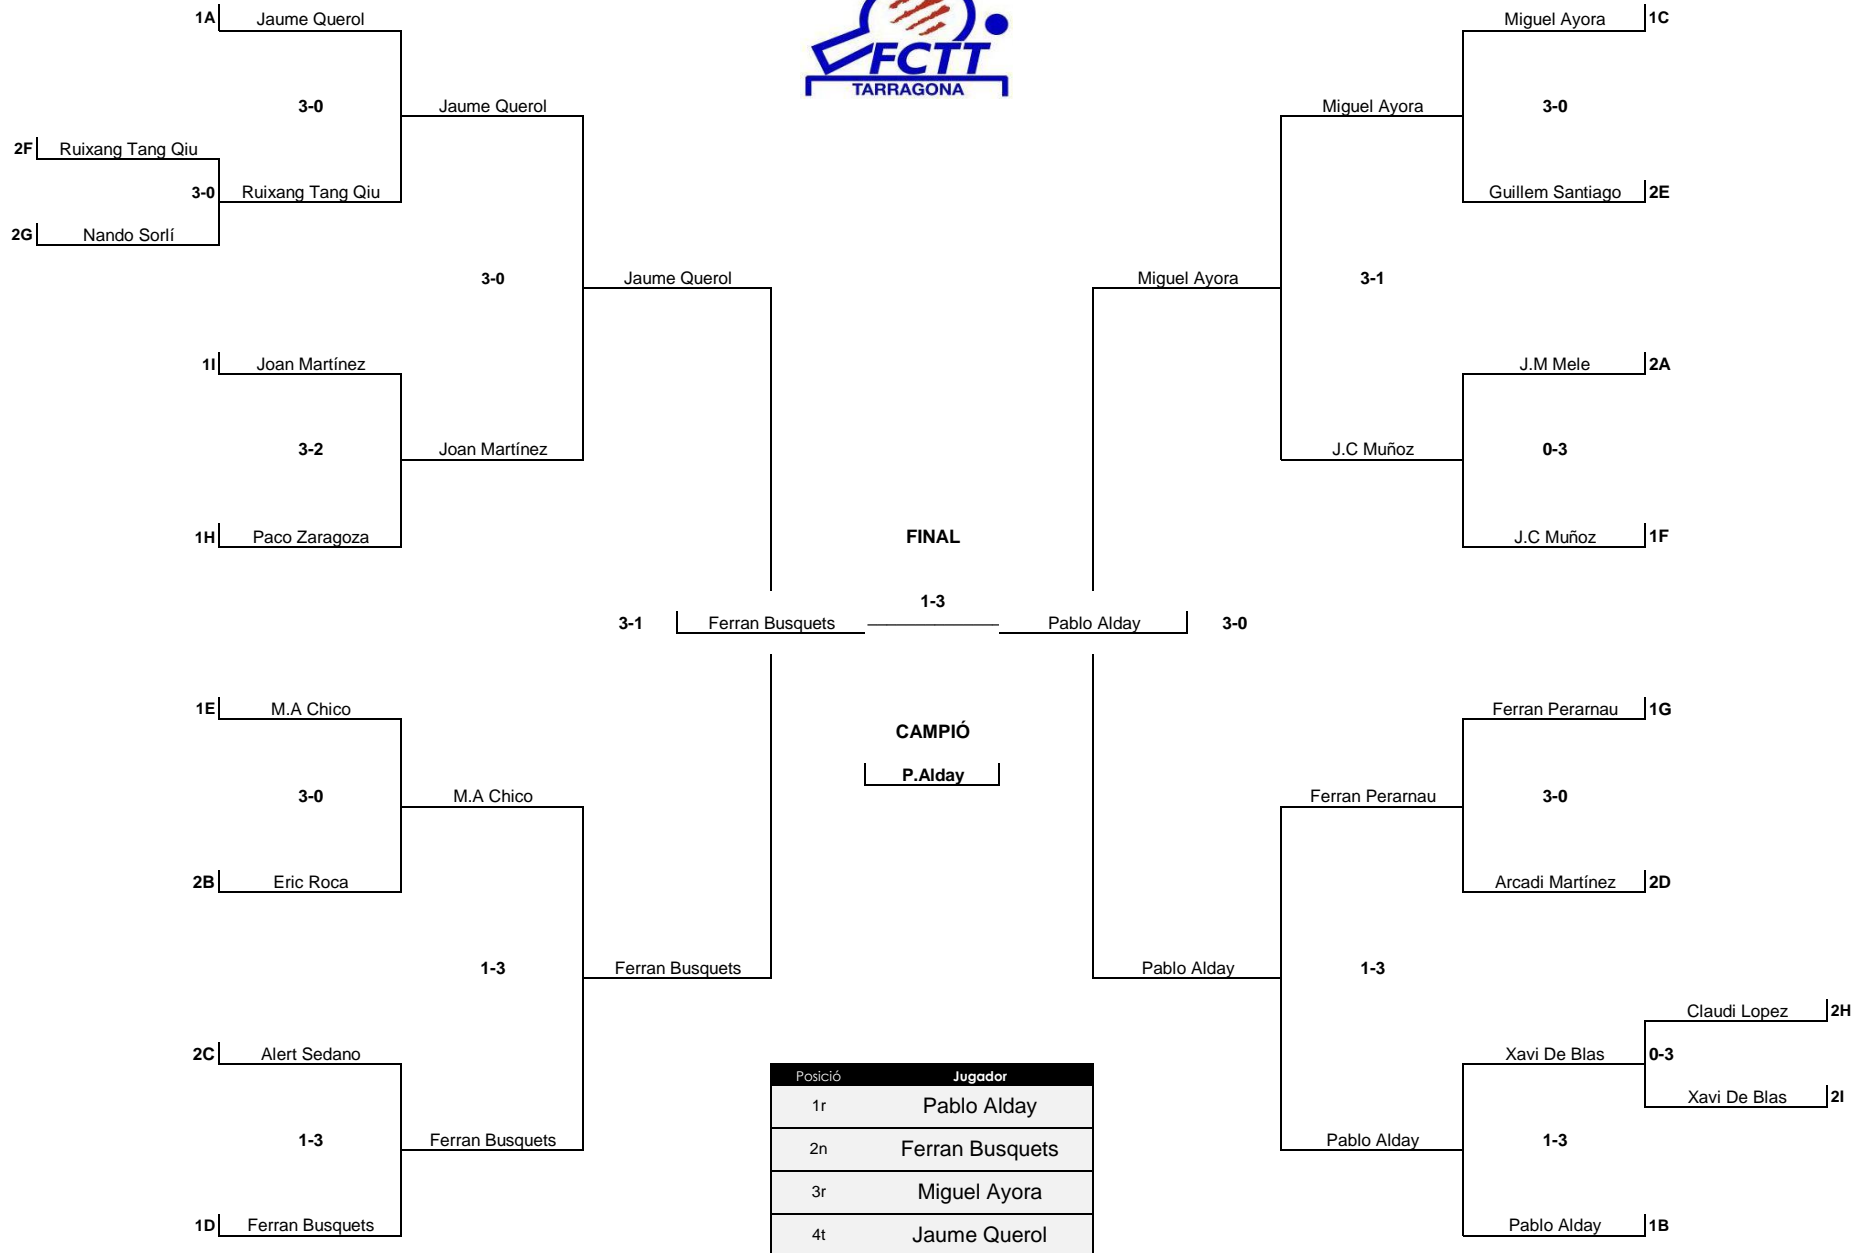 1A Jaume Querol
Miguel Ayora 1C
FCTT
TARRAGONA
3-0 Jaume Querol
Miguel Ayora 3-0
2F Ruixang Tang Qiu
3-0 Ruixang Tang Qiu
Guillem Santiago 2E
2G Nando Sorlí
3-0 Jaume Querol
Miguel Ayora 3-1
1I Joan Martínez
J.M Mele 2A
3-2 Joan Martínez
J.C Muñoz 0-3
1H Paco Zaragoza
FINAL
J.C Muñoz 1F
1-3
3-1 Ferran Busquets Pablo Alday 3-0
1E M.A Chico
Ferran Perarnau 1G
CAMPIÓ
P.Alday
3-0 M.A Chico
Ferran Perarnau 3-0
2B Eric Roca
Arcadi Martínez 2D
1-3 Ferran Busquets
Pablo Alday 1-3
Claudi Lopez 2H
2C Alert Sedano
Xavi De Blas 0-3
Posició Jugador
Xavi De Blas 2I
1r Pablo Alday
1-3 Ferran Busquets
2n Ferran Busquets
Pablo Alday 1-3
3r Miguel Ayora
1D Ferran Busquets
4t Jaume Querol
Pablo Alday 1B